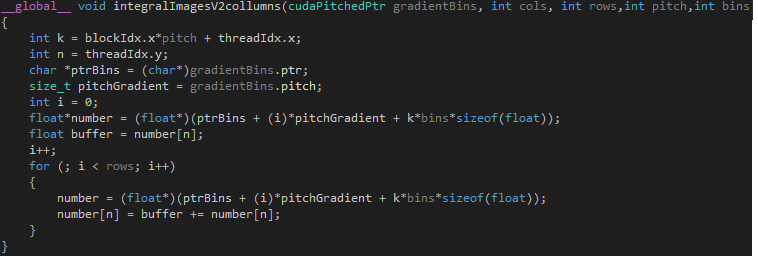 __global__ void integralImagesV2collumns(cudaPitchedPtr gradientBins, int cols, int rows,int pitch,int bins
{
int k = blockIdx.x*pitch + threadIdx.x;
int n = threadIdx.y;
char *ptrBins = (char*)gradientBins.ptr;
size_t pitchGradient = gradientBins.pitch;
int i = 0;
float*number = (float*)(ptrBins + (i)*pitchGradient + k*bins*sizeof(float));
float buffer = number[n];
i++;
for (; i < rows; i++)
{
number = (float*)(ptrBins + (i)*pitchGradient + k*bins*sizeof(float));
number[n] = buffer += number[n];
}
}